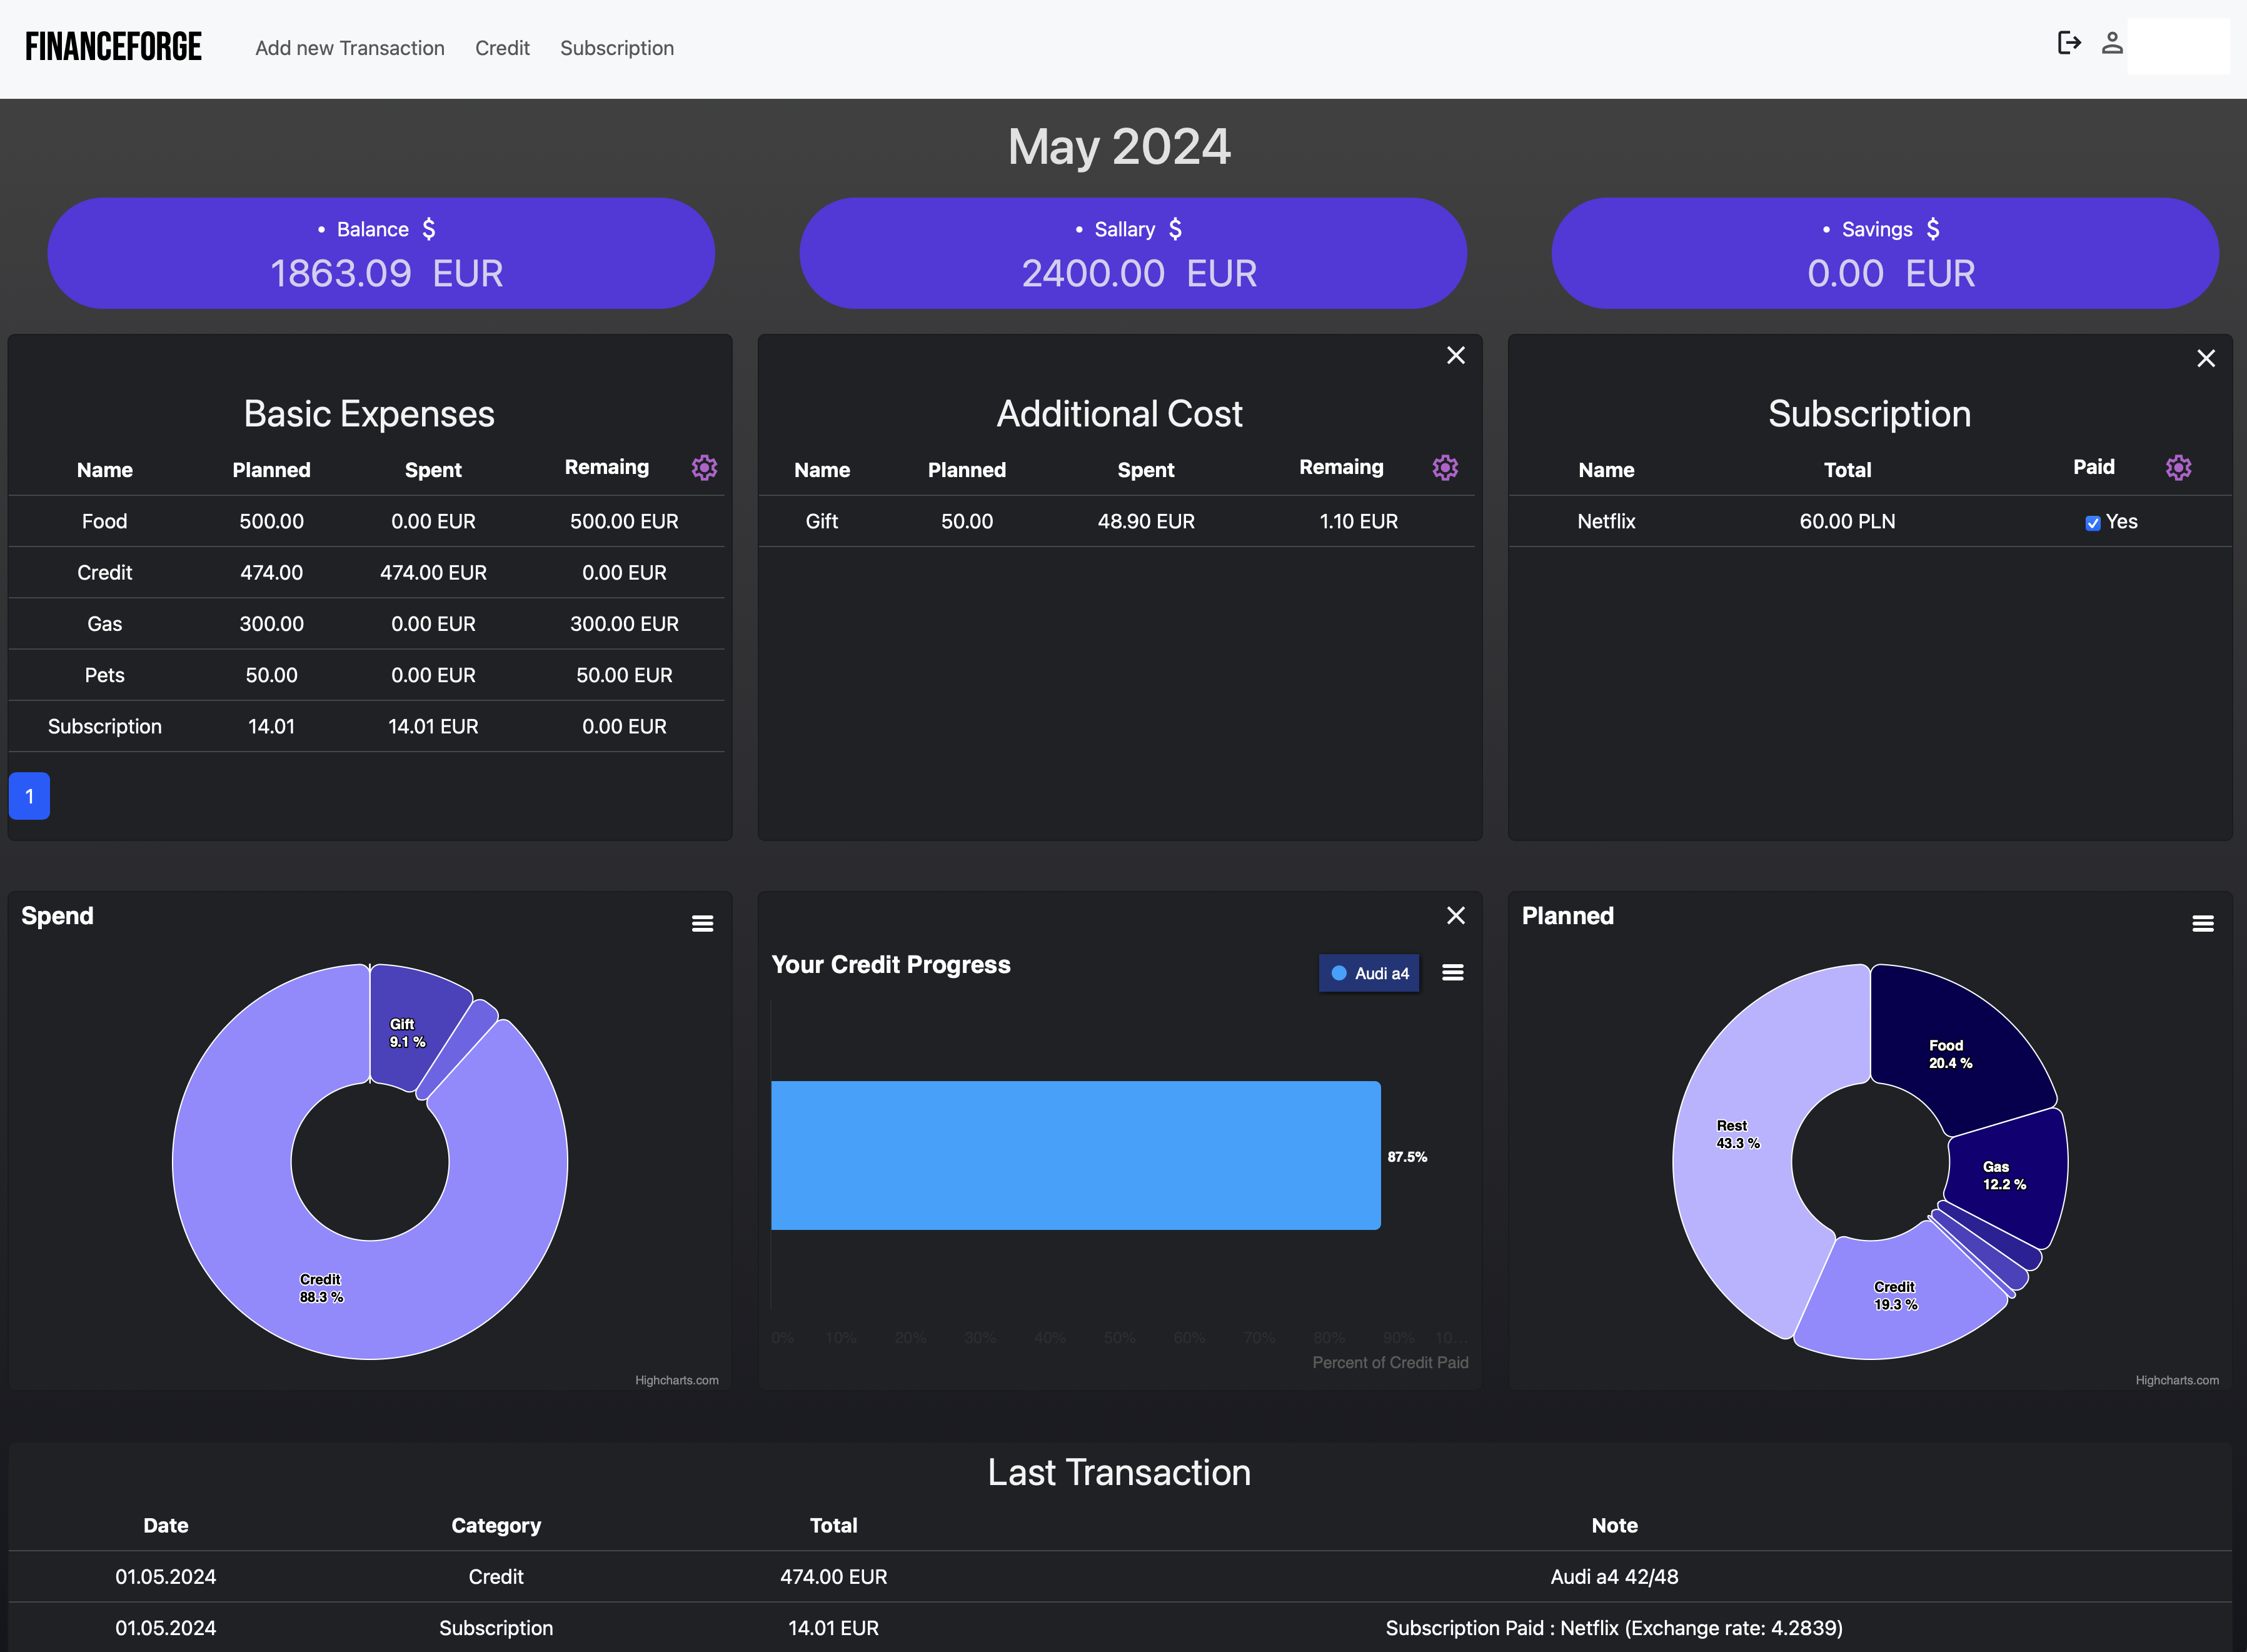 FINANCEFORGE Add new Transaction Credit Subscription
May 2024
• Balance $
1863.09 EUR
• Sallary $
2400.00 EUR
• Savings $
0.00 EUR
Basic Expenses
Name Planned Spent Remaing
Food 500.00 0.00 EUR 500.00 EUR
Credit 474.00 474.00 EUR 0.00 EUR
Gas 300.00 0.00 EUR 300.00 EUR
Pets 50.00 0.00 EUR 50.00 EUR
Subscription 14.01 14.01 EUR 0.00 EUR
1
Additional Cost
Name Planned Spent Remaing
Gift 50.00 48.90 EUR 1.10 EUR
Subscription
Name Total Paid
Netflix 60.00 PLN Yes
Spend
Gift
9.1 %
Credit
88.3 %
Highcharts.com
Your Credit Progress
Audi a4
87.5%
0% 10% 20% 30% 40% 50% 60% 70% 80% 90% 10...
Percent of Credit Paid
Planned
Food
20.4 %
Rest
43.3 %
Gas
12.2 %
Credit
19.3 %
Highcharts.com
Last Transaction
Date Category Total Note
01.05.2024 Credit 474.00 EUR Audi a4 42/48
01.05.2024 Subscription 14.01 EUR Subscription Paid : Netflix (Exchange rate: 4.2839)